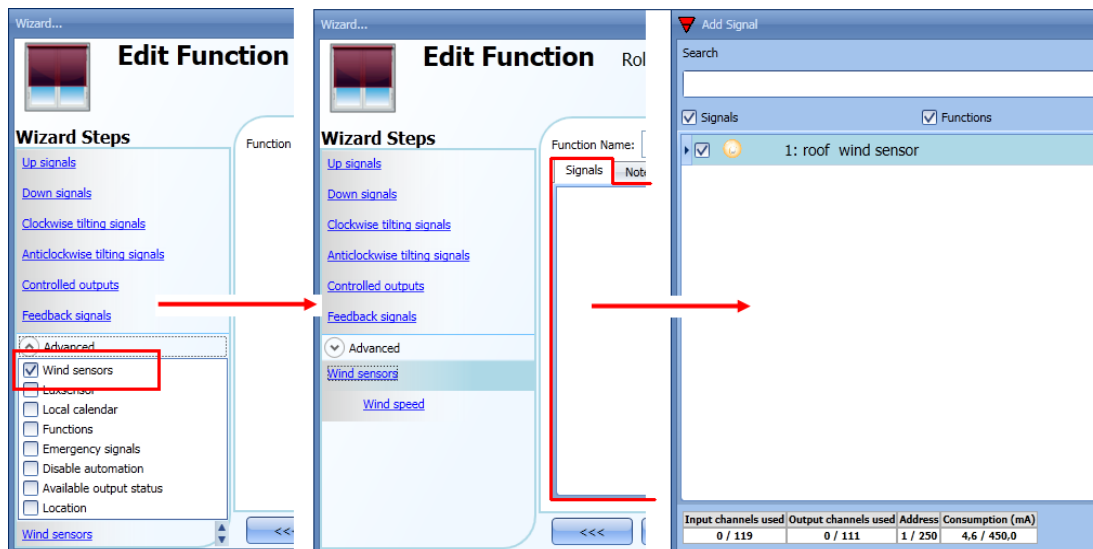 Wizard...
Edit Function
Wizard Steps
Up signals
Down signals
Clockwise tilting signals
Anticlockwise tilting signals
Controlled outputs
Feedback signals
Advanced
Wind sensors
Luxsensor
Local calendar
Functions
Emergency signals
Disable automation
Available output status
Location
Wind sensors
Function
<<<
Wizard...
Edit Function Rol
Wizard Steps
Up signals
Down signals
Clockwise tilting signals
Anticlockwise tilting signals
Controlled outputs
Feedback signals
Advanced
Wind sensors
Wind speed
Function Name:
Signals Note
<<<
Add Signal
Search
Signals Functions
1: roof wind sensor
Input channels used Output channels used Address Consumption (mA)
0 / 119 0 / 111 1 / 250 4,6 / 450,0